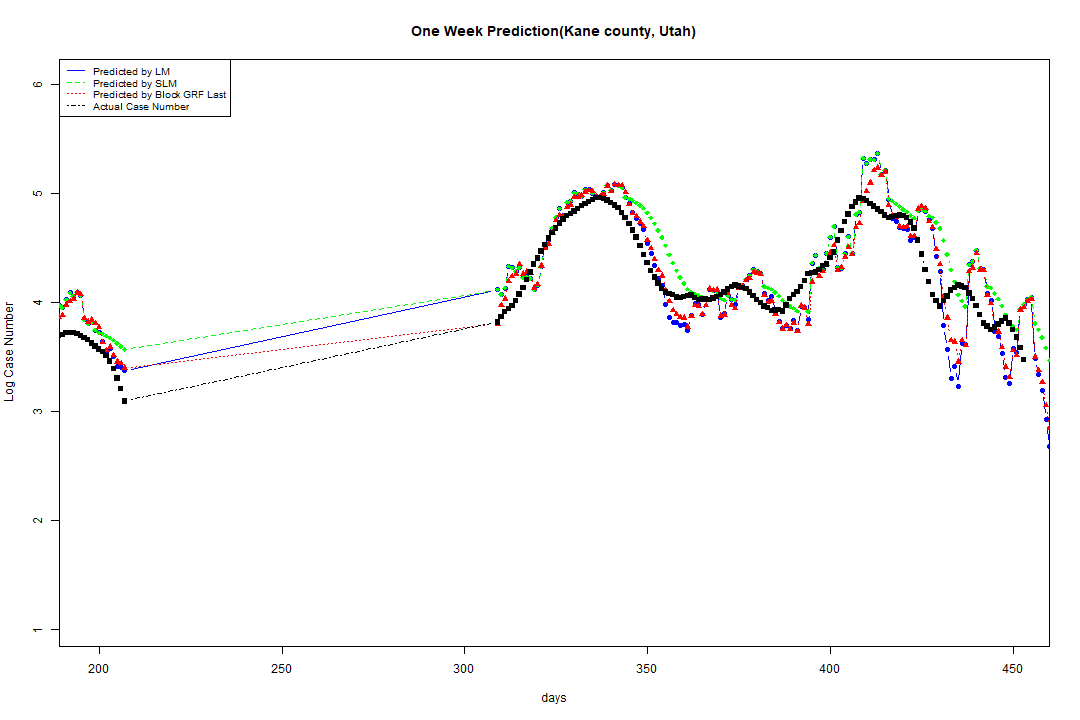 One Week Prediction(Kane county, Utah)
Predicted by LM
Predicted by SLM
Predicted by Block GRF Last
Actual Case Number
6
5
4
3
2
1
Log Case Number
200 250 300 350 400 450
days